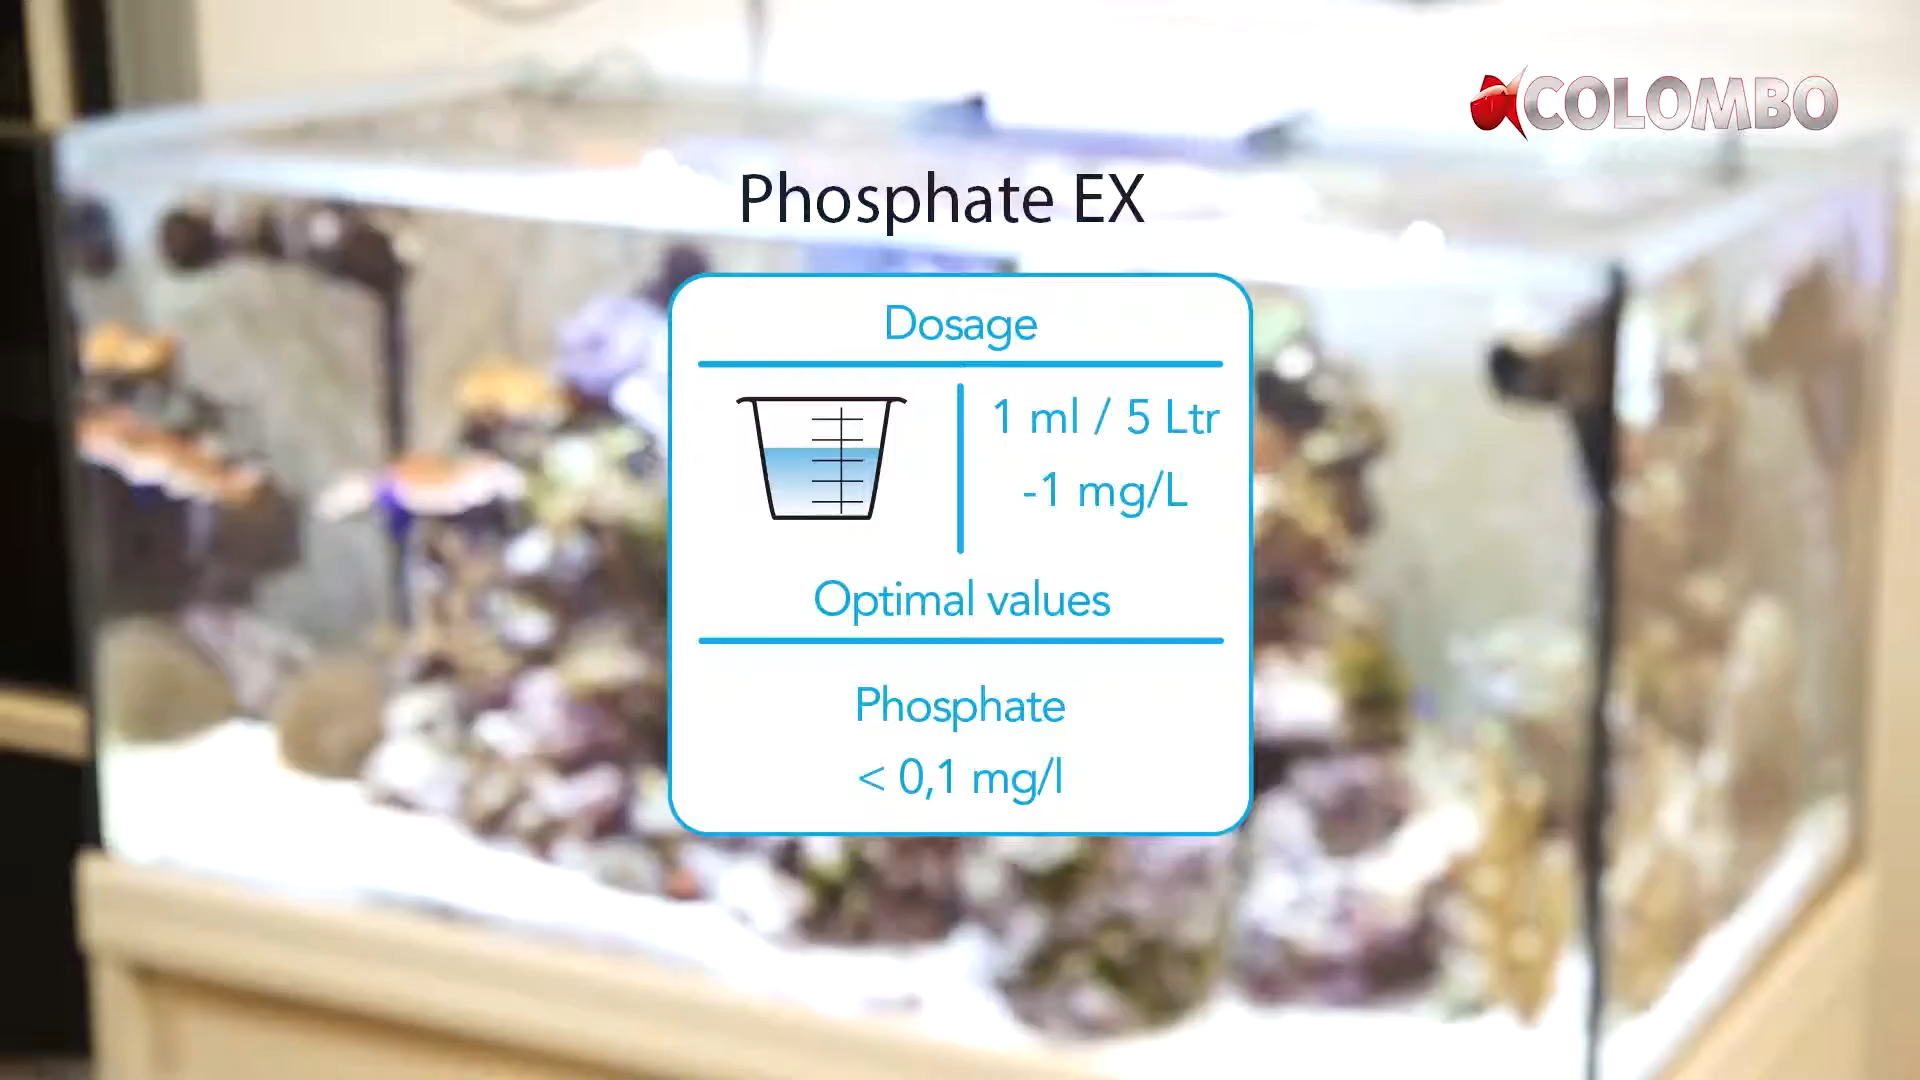 COLOMBO
Phosphate EX
Dosage
1 ml / 5 Ltr
-1 mg/L
Optimal values
Phosphate
< 0,1 mg/l